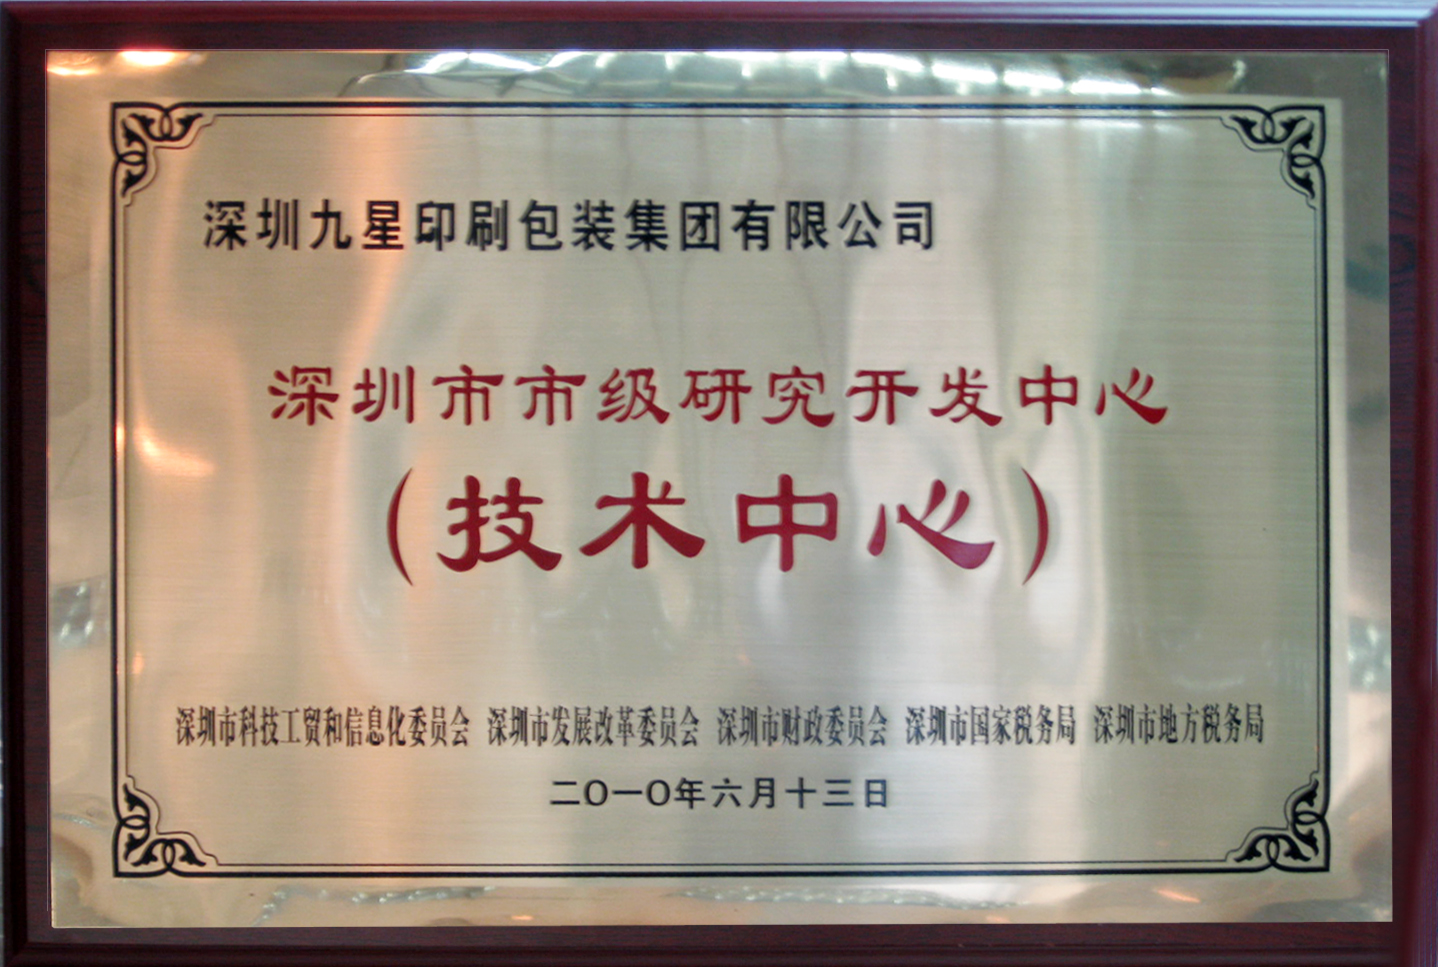 深圳九星印刷包装集团有限公司
深圳市市级研究开发中心
（技术中心）
深圳市科技工贸和信息化委员会 深圳市发展改革委员会 深圳市财政委员会 深圳市国家税务局 深圳市地方税务局
二〇一〇年六月十三日